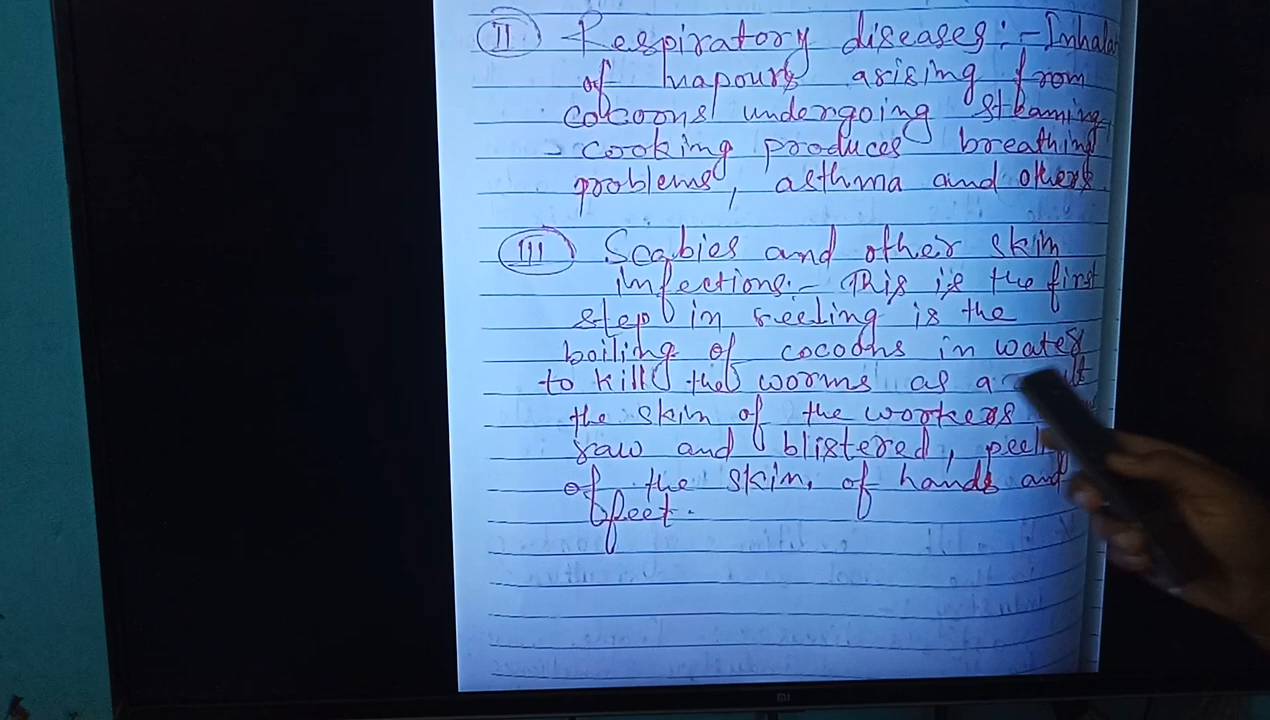 II Respiratory diseases:- Inhala
of vapours arising from
cocoons undergoing steaming
- cooking produces breathing
problems, asthma and others.
III Scabies and other skin
infections:- This is the first
step in reeling is the
boiling of cocoons in water
to kill the worms as a
the skin of the workers
raw and blistered, peeli
of the skin, of hands and
feet.
mi